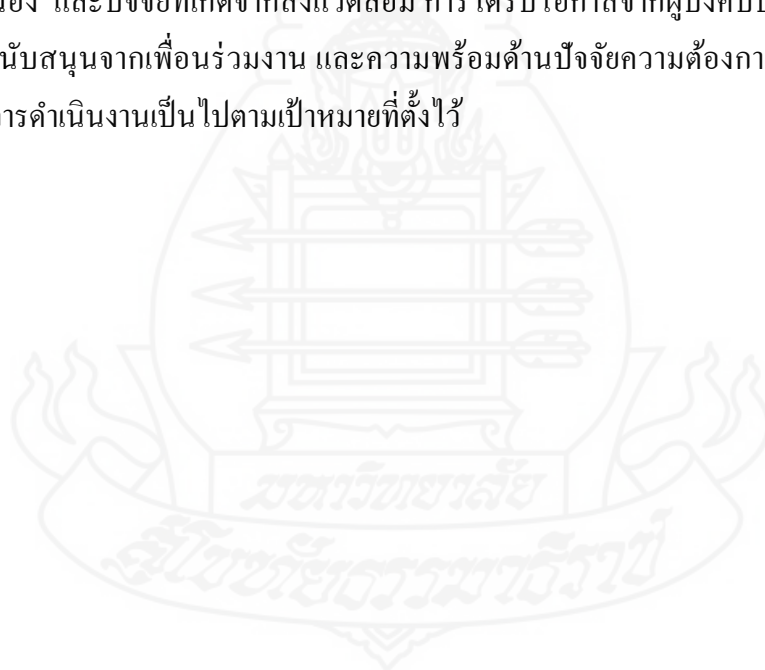 และปัจจัยที่เกิดจากสิ่งแวดล้อม การได้รับโอกาสจากผู้บังคับบ
นับสนุนจากเพื่อนร่วมงาน และความพร้อมด้านปัจจัยความต้องกา
ารดำเนินงานเป็นไปตามเป้าหมายที่ตั้งไว้
มหาวิทยาลัย
สุโขทัยธรรมาธิราช